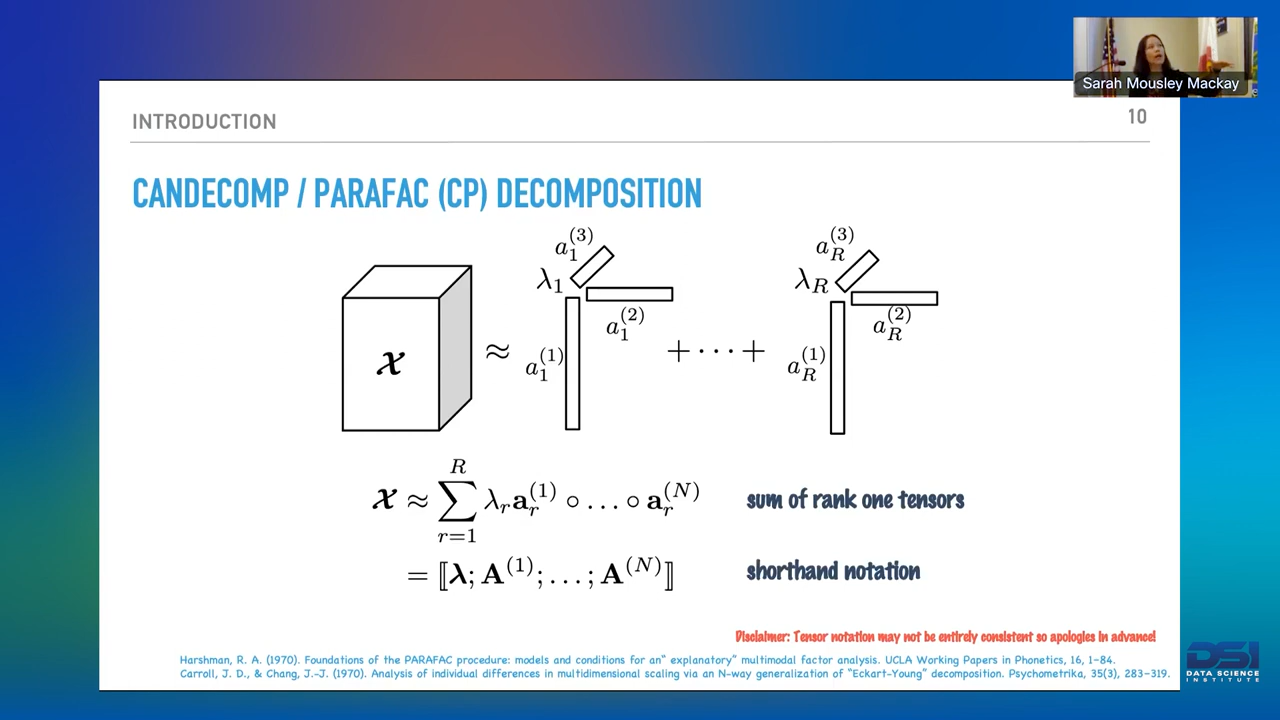 Sarah Mousley Mackay
INTRODUCTION
10
CANDECOMP / PARAFAC (CP) DECOMPOSITION
𝓧 ≈ λ₁ a₁⁽¹⁾ a₁⁽²⁾ a₁⁽³⁾ + ··· + λ_R a_R⁽¹⁾ a_R⁽²⁾ a_R⁽³⁾
𝓧 ≈ ∑_{r=1}^{R} λ_r 𝐚_r^{(1)} ∘ … ∘ 𝐚_r^{(N)} sum of rank one tensors
= ⟦𝛌; 𝐀^{(1)}; …; 𝐀^{(N)}⟧ shorthand notation
Disclaimer: Tensor notation may not be entirely consistent so apologies in advance!
Harshman, R. A. (1970). Foundations of the PARAFAC procedure: models and conditions for an“ explanatory” multimodal factor analysis. UCLA Working Papers in Phonetics, 16, 1–84.
Carroll, J. D., & Chang, J.-J. (1970). Analysis of individual differences in multidimensional scaling via an N-way generalization of “Eckart-Young” decomposition. Psychometrika, 35(3), 283–319.
DSI
DATA SCIENCE
INSTITUTE